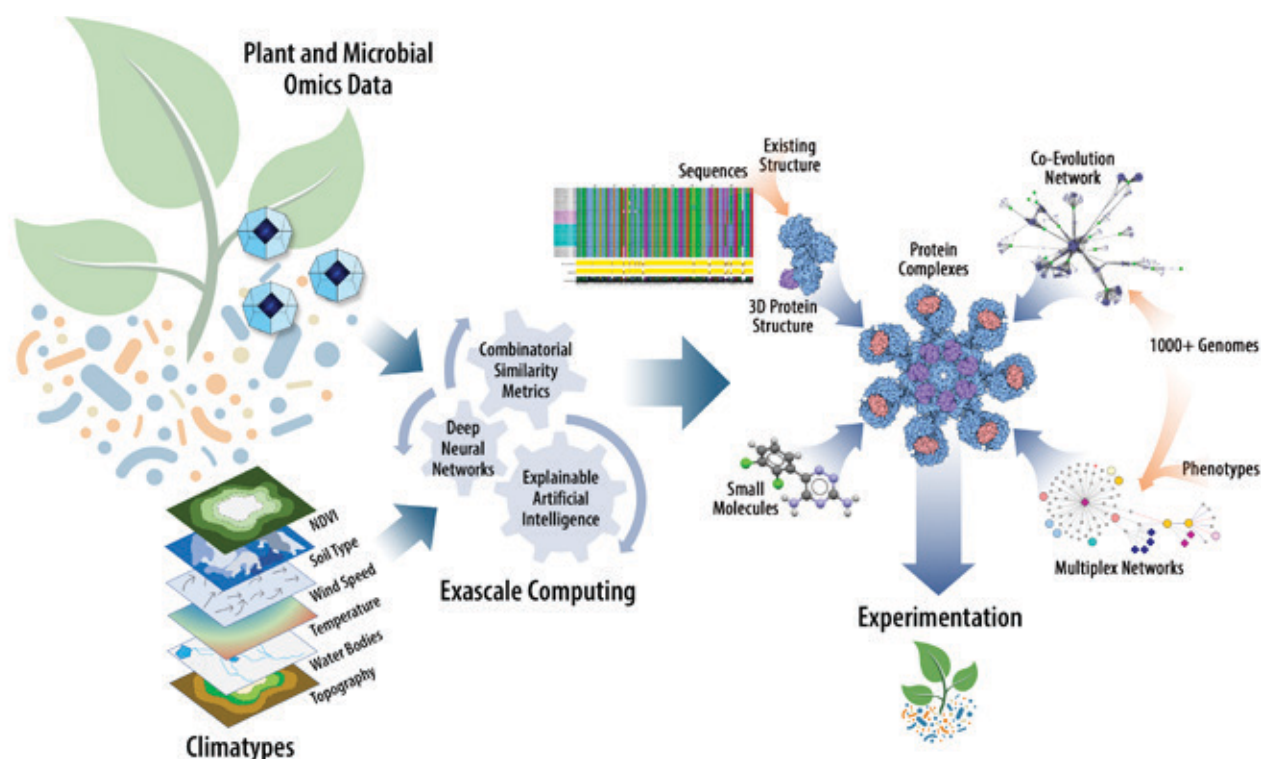 Plant and Microbial
Omics Data
Combinatorial
Similarity
Metrics
Deep
Neural
Networks
Explainable
Artificial
Intelligence
Exascale Computing
NDVI
Soil Type
Wind Speed
Temperature
Water Bodies
Topography
Climatypes
Sequences
Existing
Structure
3D Protein
Structure
Protein
Complexes
Co-Evolution
Network
1000+ Genomes
Phenotypes
Small
Molecules
Multiplex Networks
Experimentation